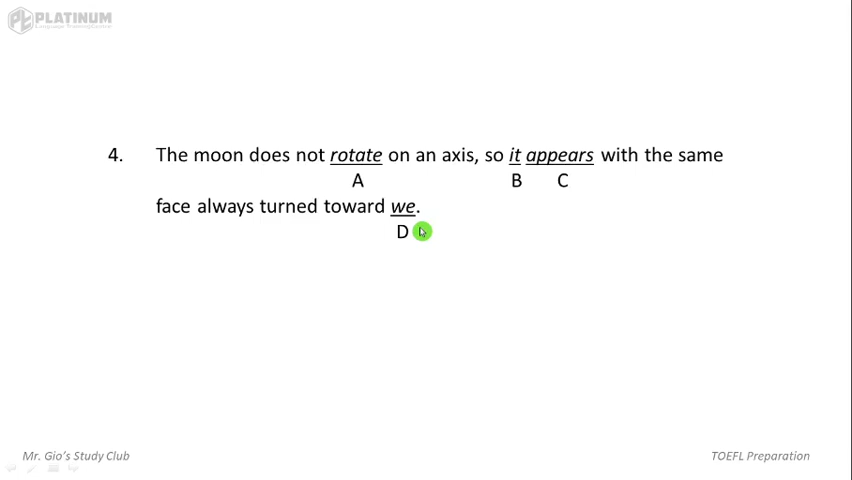 PLATINUM
4. The moon does not rotate on an axis, so it appears with the same
A B C
face always turned toward we.
D
Mr. Gio's Study Club
TOEFL Preparation